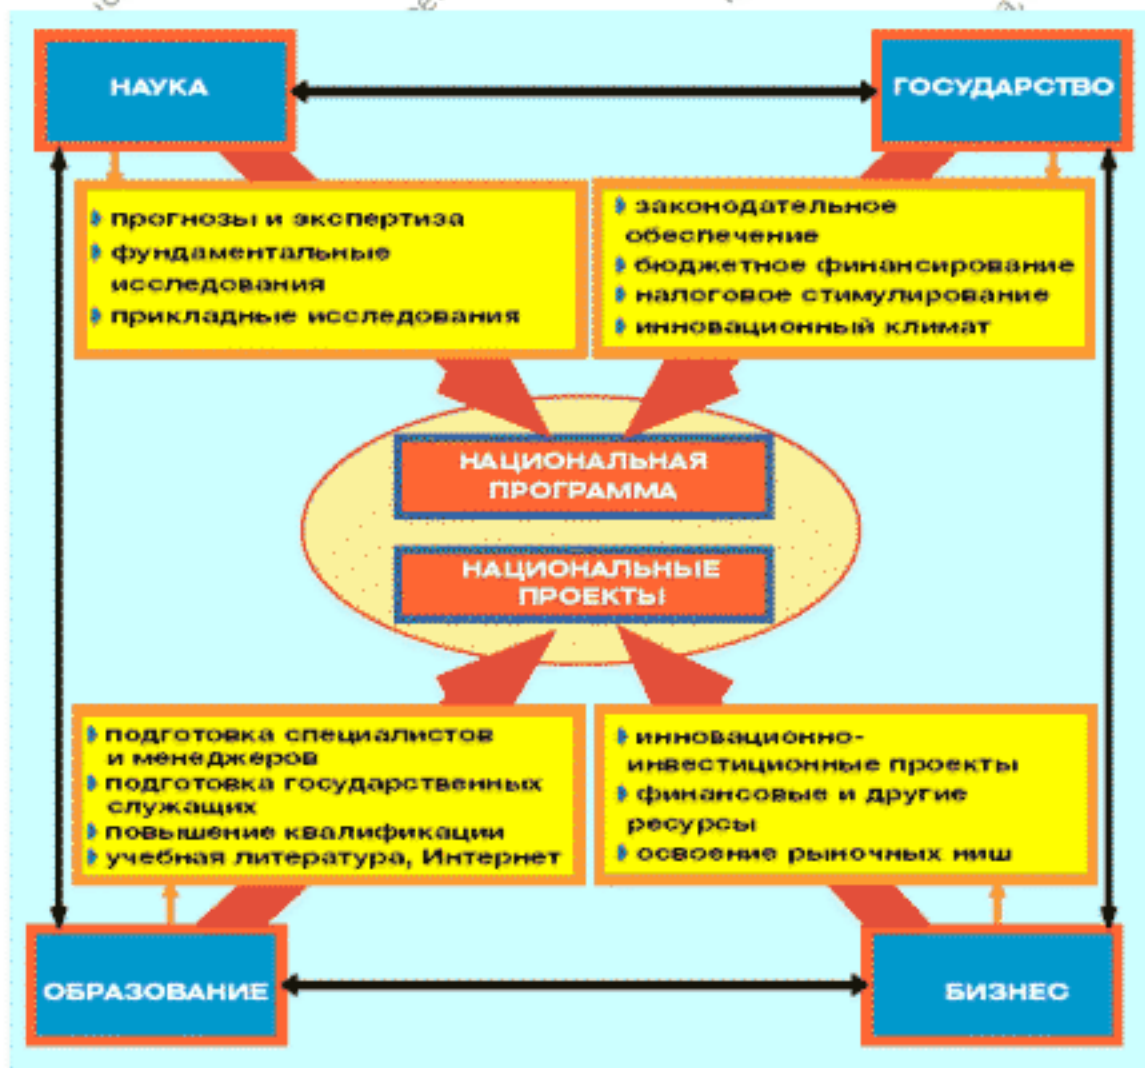 НАУКА
ГОСУДАРСТВО
прогнозы и экспертиза
фундаментальные
исследования
прикладные исследования
законодательное
обеспечение
бюджетное финансирование
налоговое стимулирование
инновационный климат
НАЦИОНАЛЬНАЯ
ПРОГРАММА
НАЦИОНАЛЬНЫЕ
ПРОЕКТЫ
подготовка специалистов
и менеджеров
подготовка государственных
служащих
повышение квалификации
учебная литература, Интернет
инновационно-
инвестиционные проекты
финансовые и другие
ресурсы
освоение рыночных ниш
ОБРАЗОВАНИЕ
БИЗНЕС